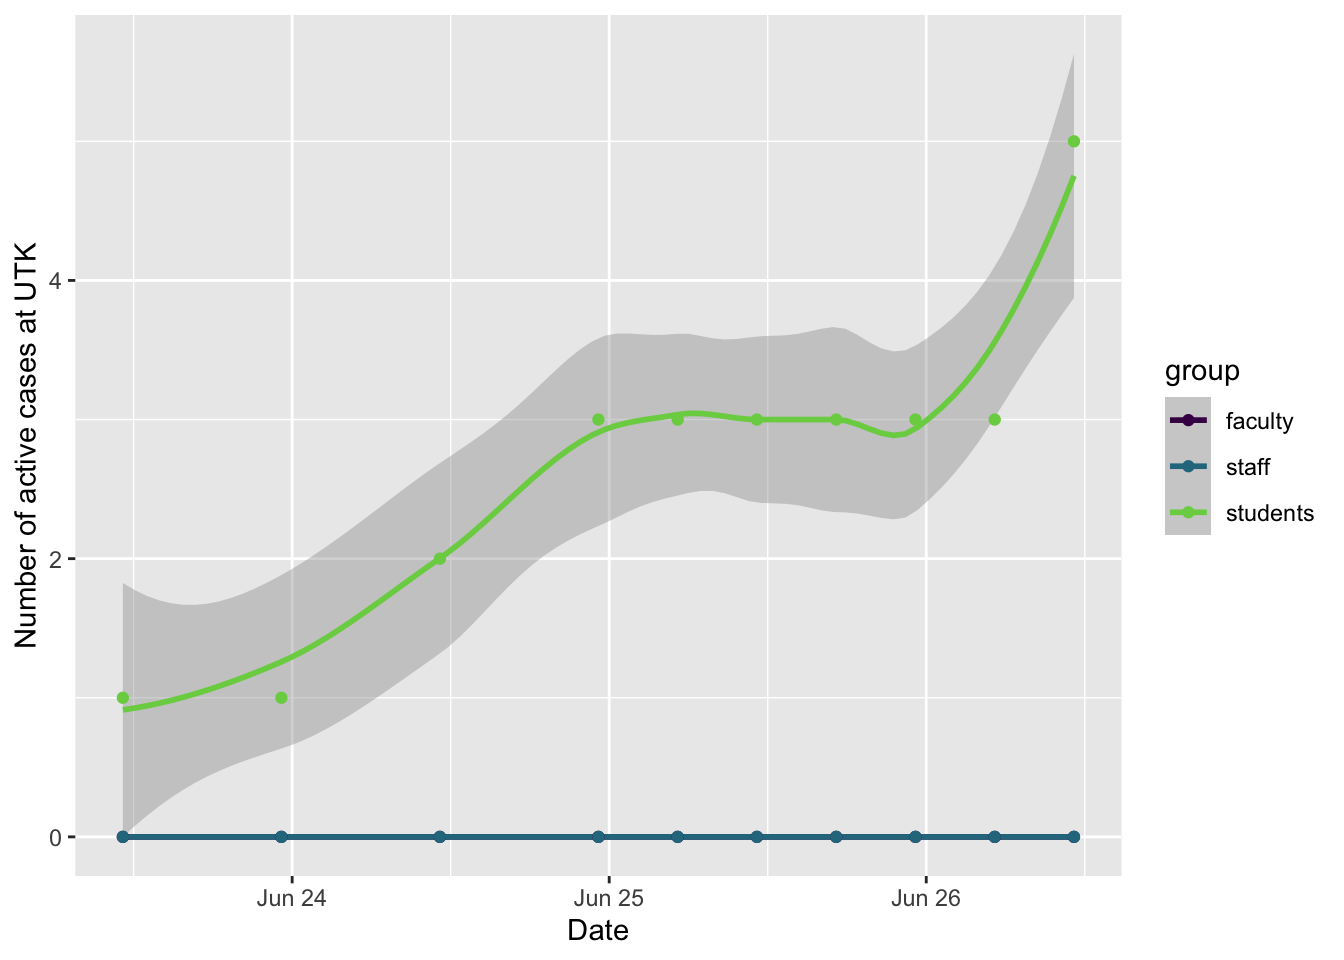 Number of active cases at UTK
4
2
0
Jun 24
Jun 25
Jun 26
Date
group
faculty
staff
students